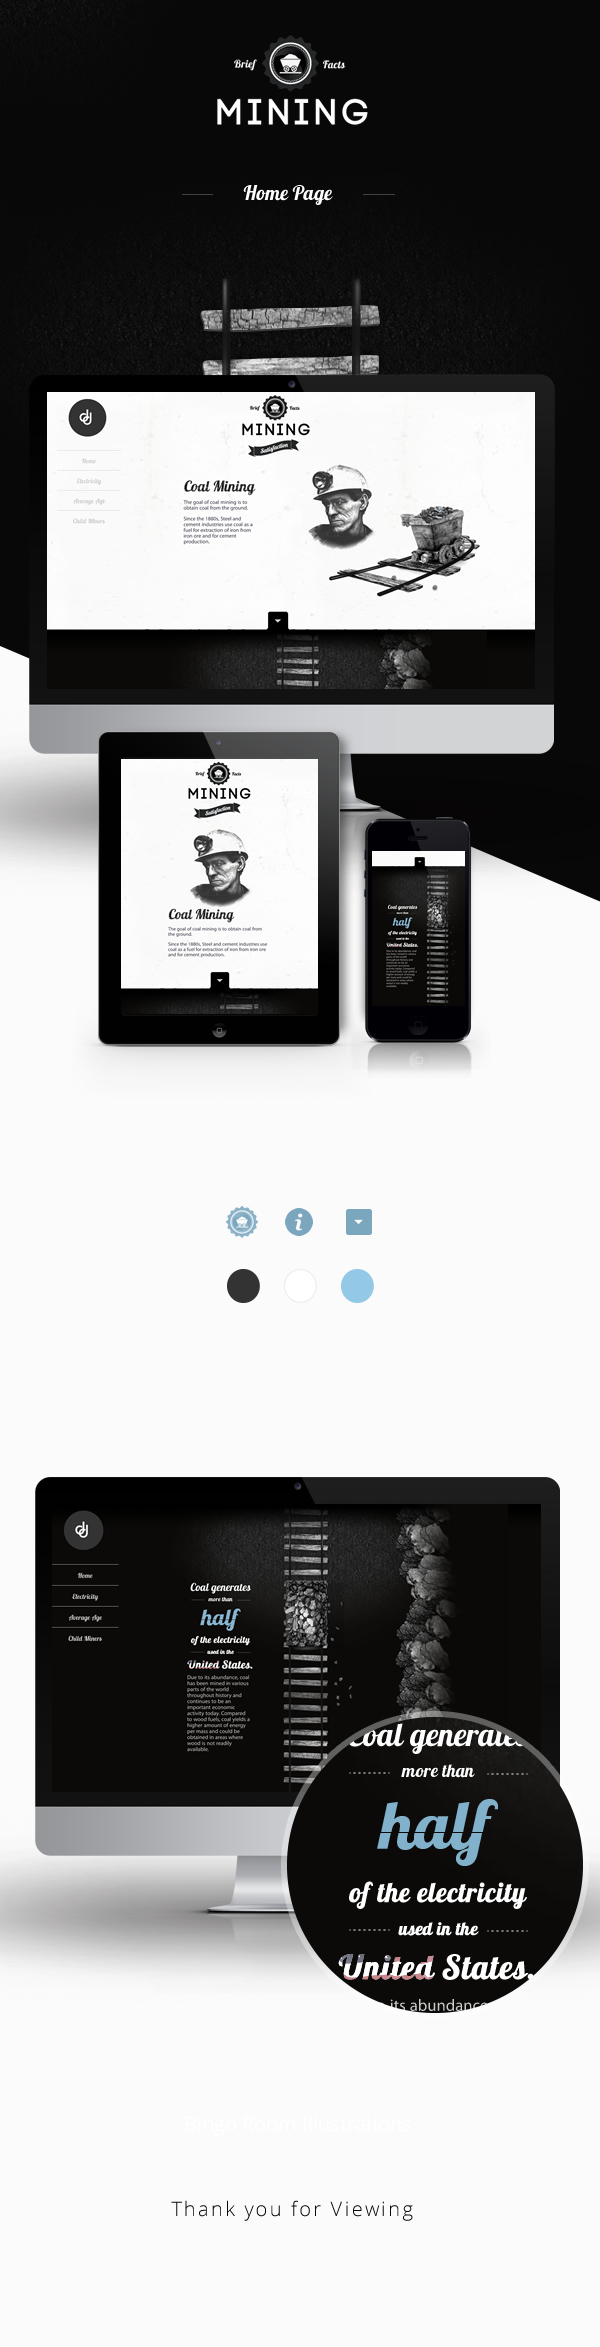 Brief Facts
MINING
Home Page
Brief Facts
MINING
Satisfaction
Home
Electricity
Average Age
Child Miners
Coal Mining
The goal of coal mining is to
obtain coal from the ground.
Since the 1880s, Steel and
cement industries use coal as a
fuel for extraction of iron from
iron ore and for cement
production.
Brief Facts
MINING
Satisfaction
Coal Mining
The goal of coal mining is to obtain coal from
the ground.
Since the 1880s, Steel and cement industries use
coal as a fuel for extraction of iron from iron ore
and for cement production.
Coal generates
more than
half
of the electricity
used in the
United States.
Home
Electricity
Average Age
Child Miners
Coal generates
more than
half
of the electricity
used in the
United States.
Due to its abundance, coal
has been mined in various
parts of the world
throughout history and
continues to be an
important economic
activity today. Compared
to wood fuels, coal yields a
higher amount of energy
per mass and could be
obtained in areas where
wood is not readily
available.
Coal generates
more than
half
of the electricity
used in the
United States.
its abundance
Bingo Room Illustrations
Thank you for Viewing